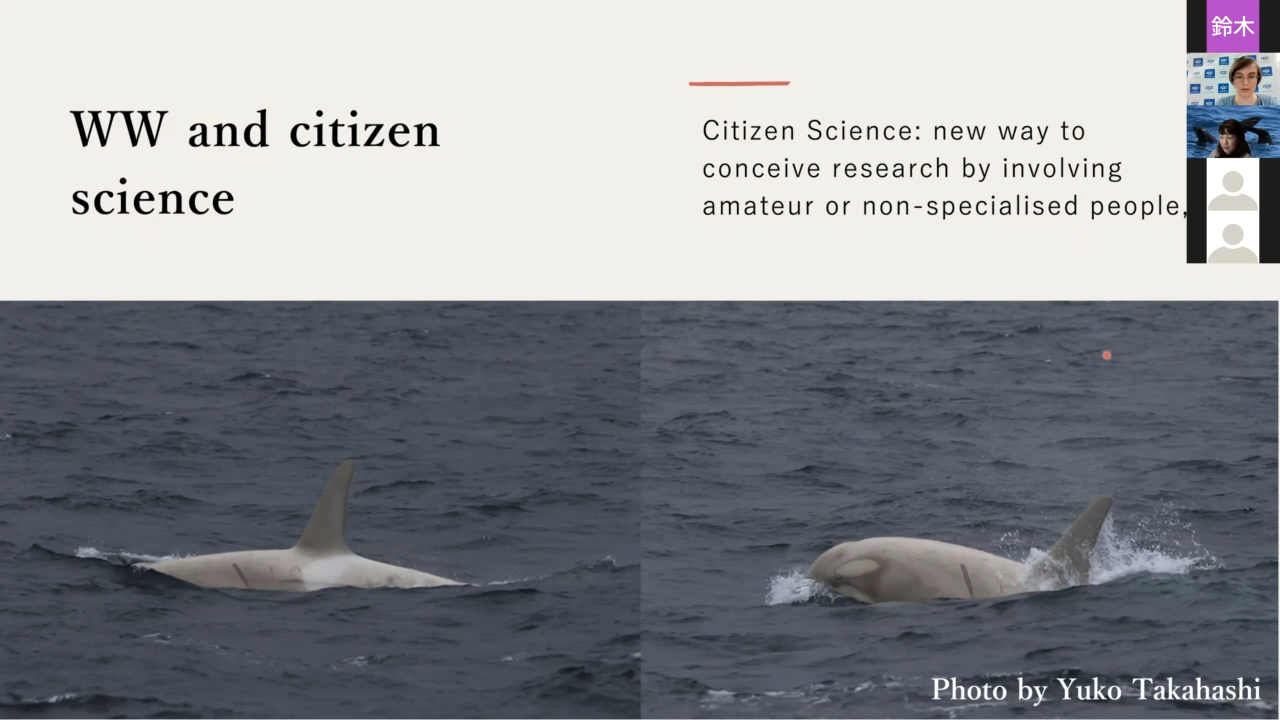 WW and citizen
science
Citizen Science: new way to
conceive research by involving
amateur or non-specialised people,
鈴木
Photo by Yuko Takahashi